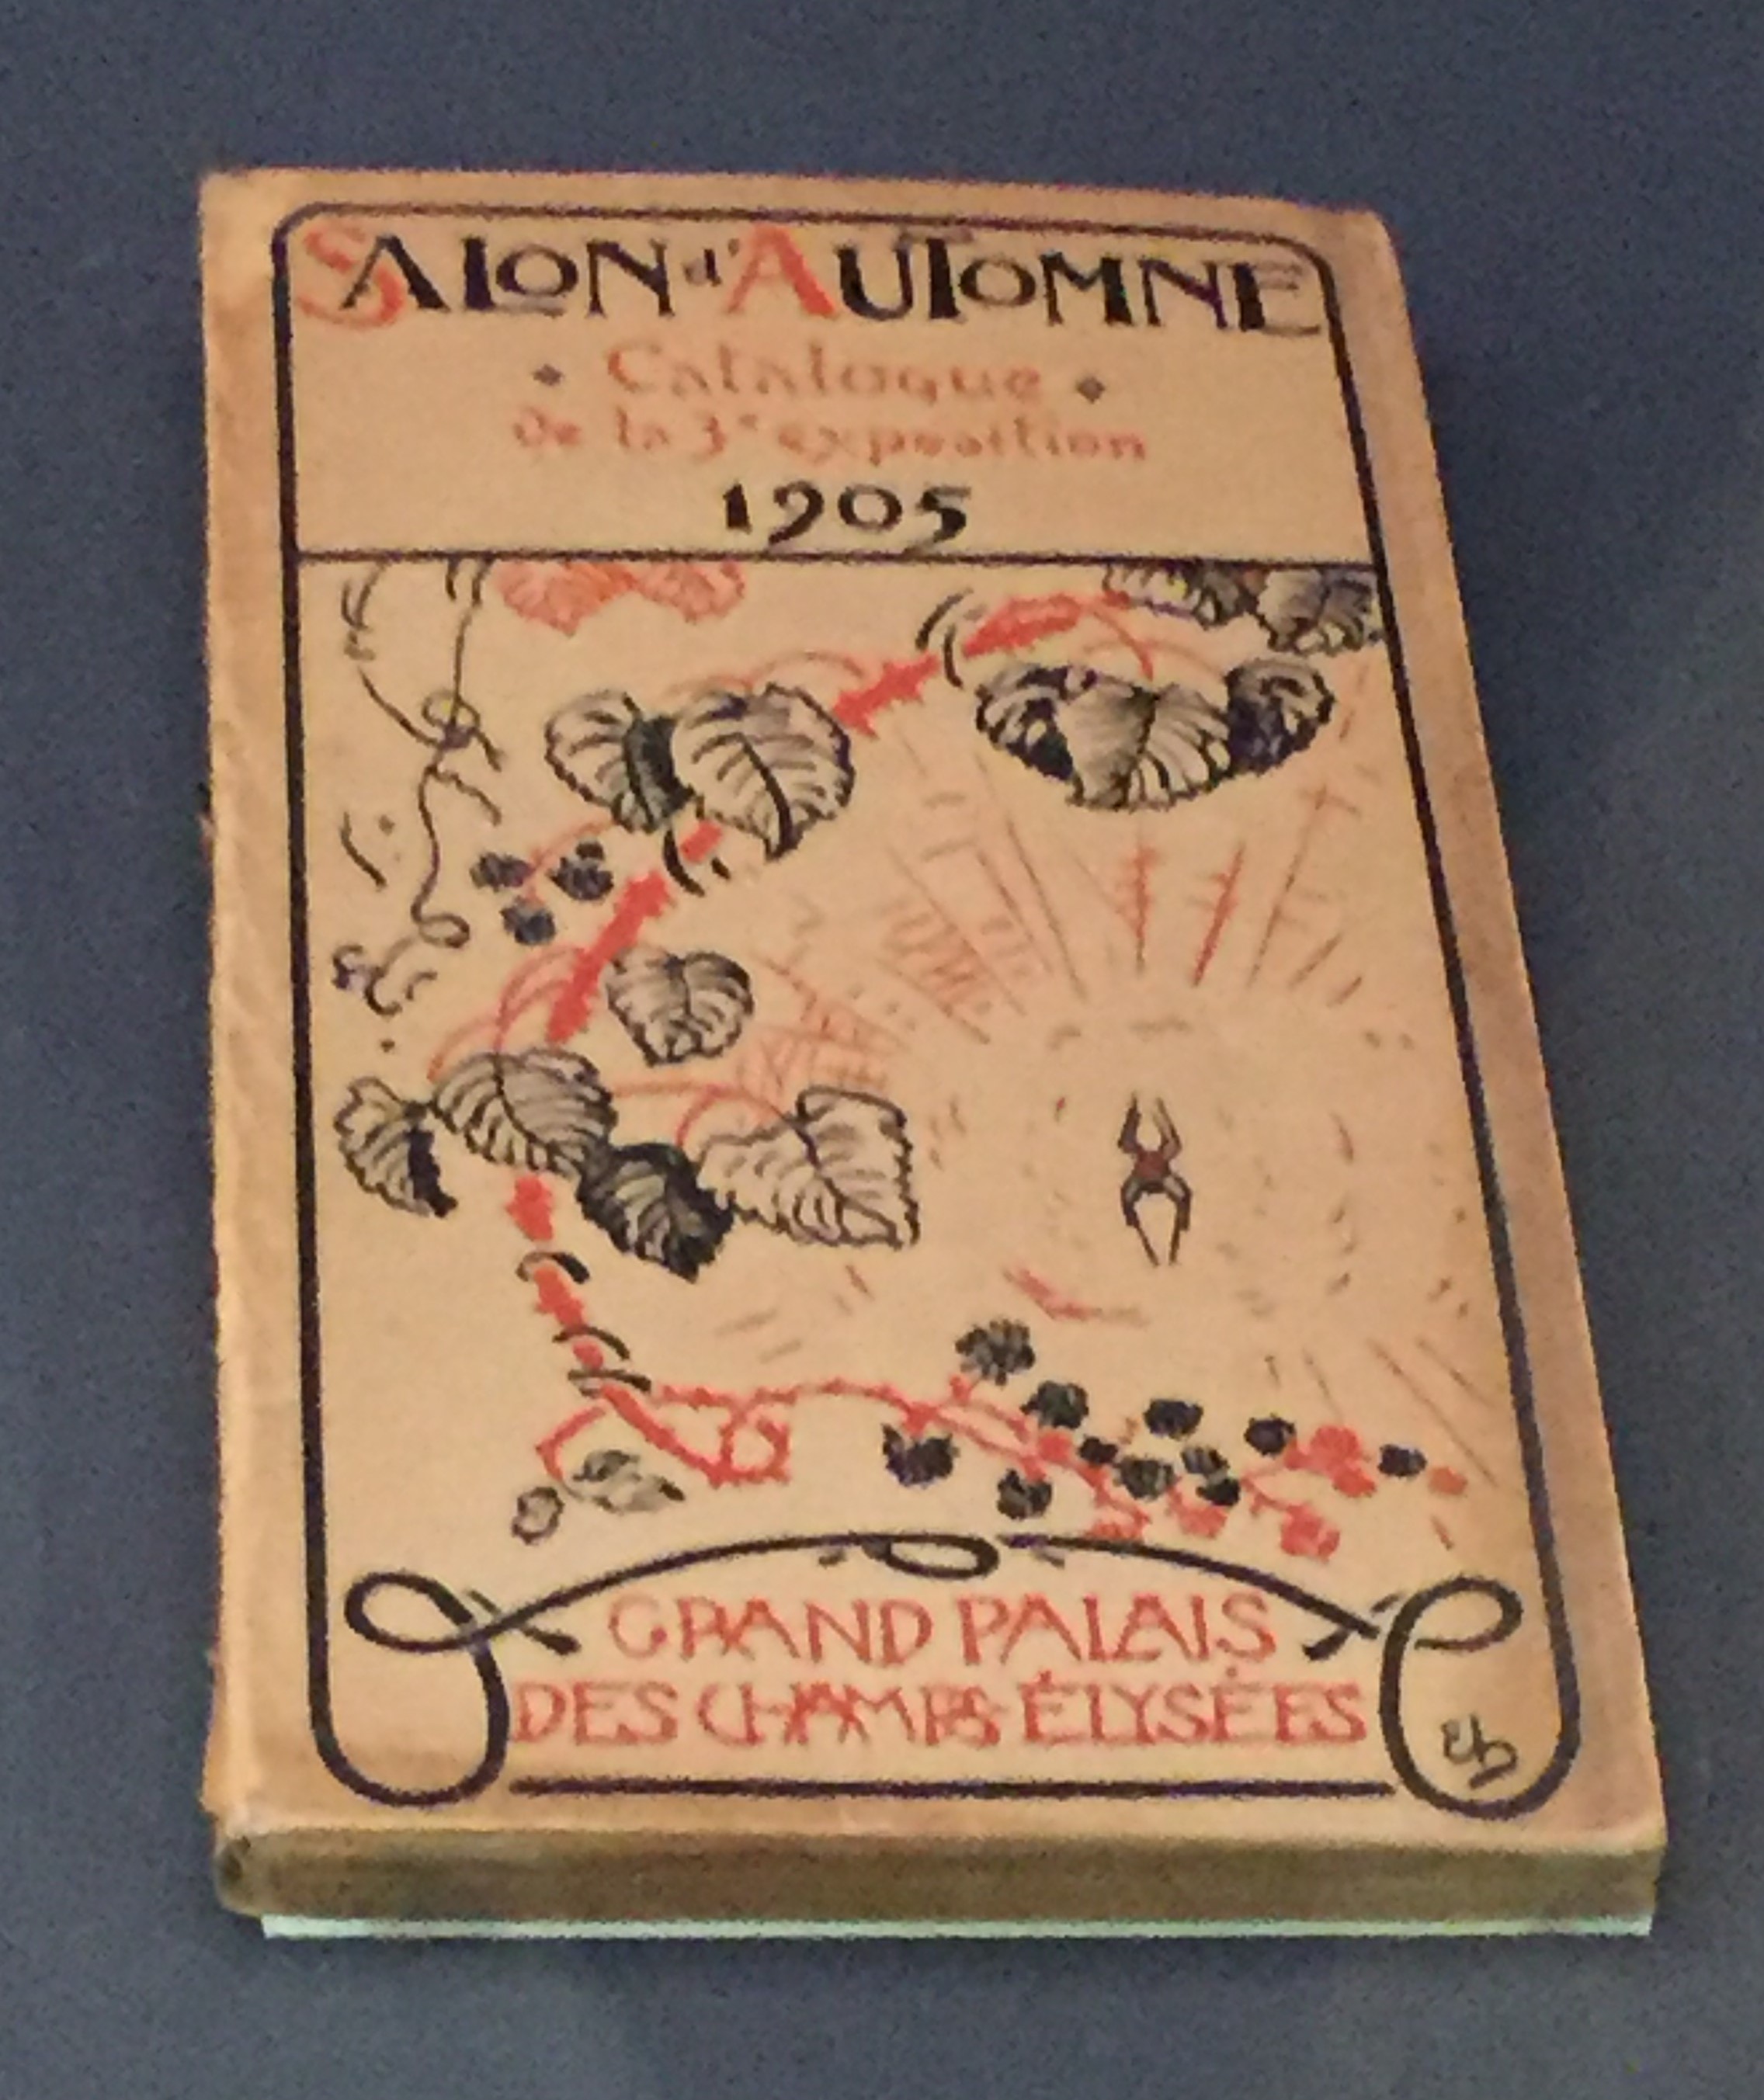 SALON d'AUTOMNE
Catalogue
de la 3e exposition
1905
GRAND PALAIS
DES CHAMPS ÉLYSÉES